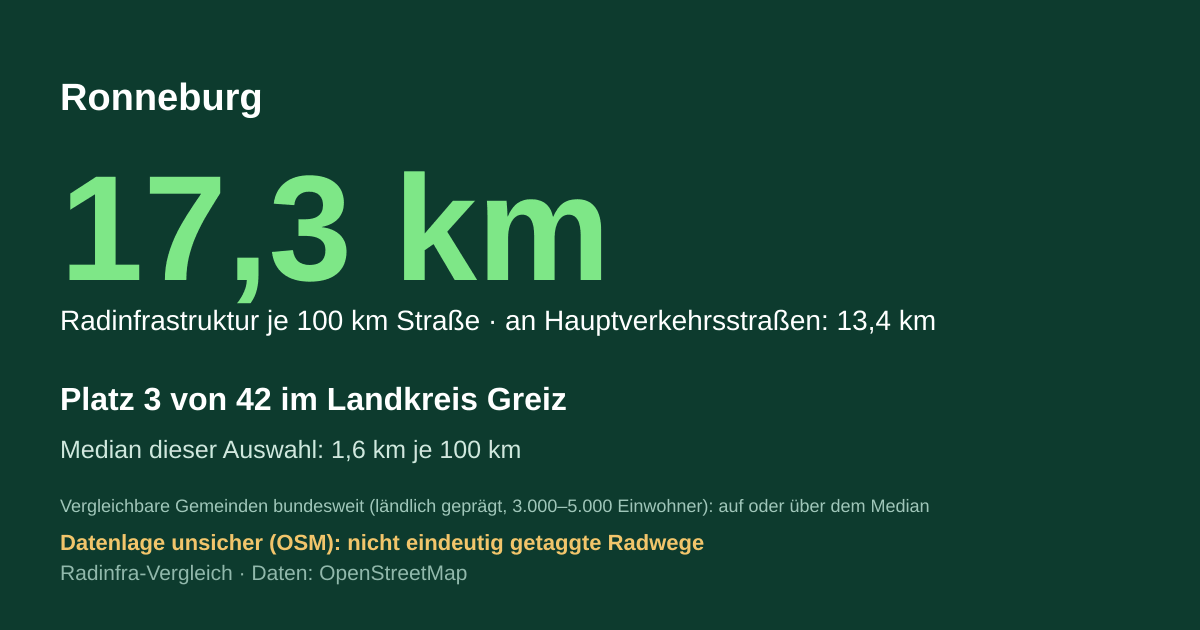 Ronneburg
17,3 km
Radinfrastruktur je 100 km Straße · an Hauptverkehrsstraßen: 13,4 km
Platz 3 von 42 im Landkreis Greiz
Median dieser Auswahl: 1,6 km je 100 km
Vergleichbare Gemeinden bundesweit (ländlich geprägt, 3.000–5.000 Einwohner): auf oder über dem Median
Datenlage unsicher (OSM): nicht eindeutig getaggte Radwege
Radinfra-Vergleich · Daten: OpenStreetMap